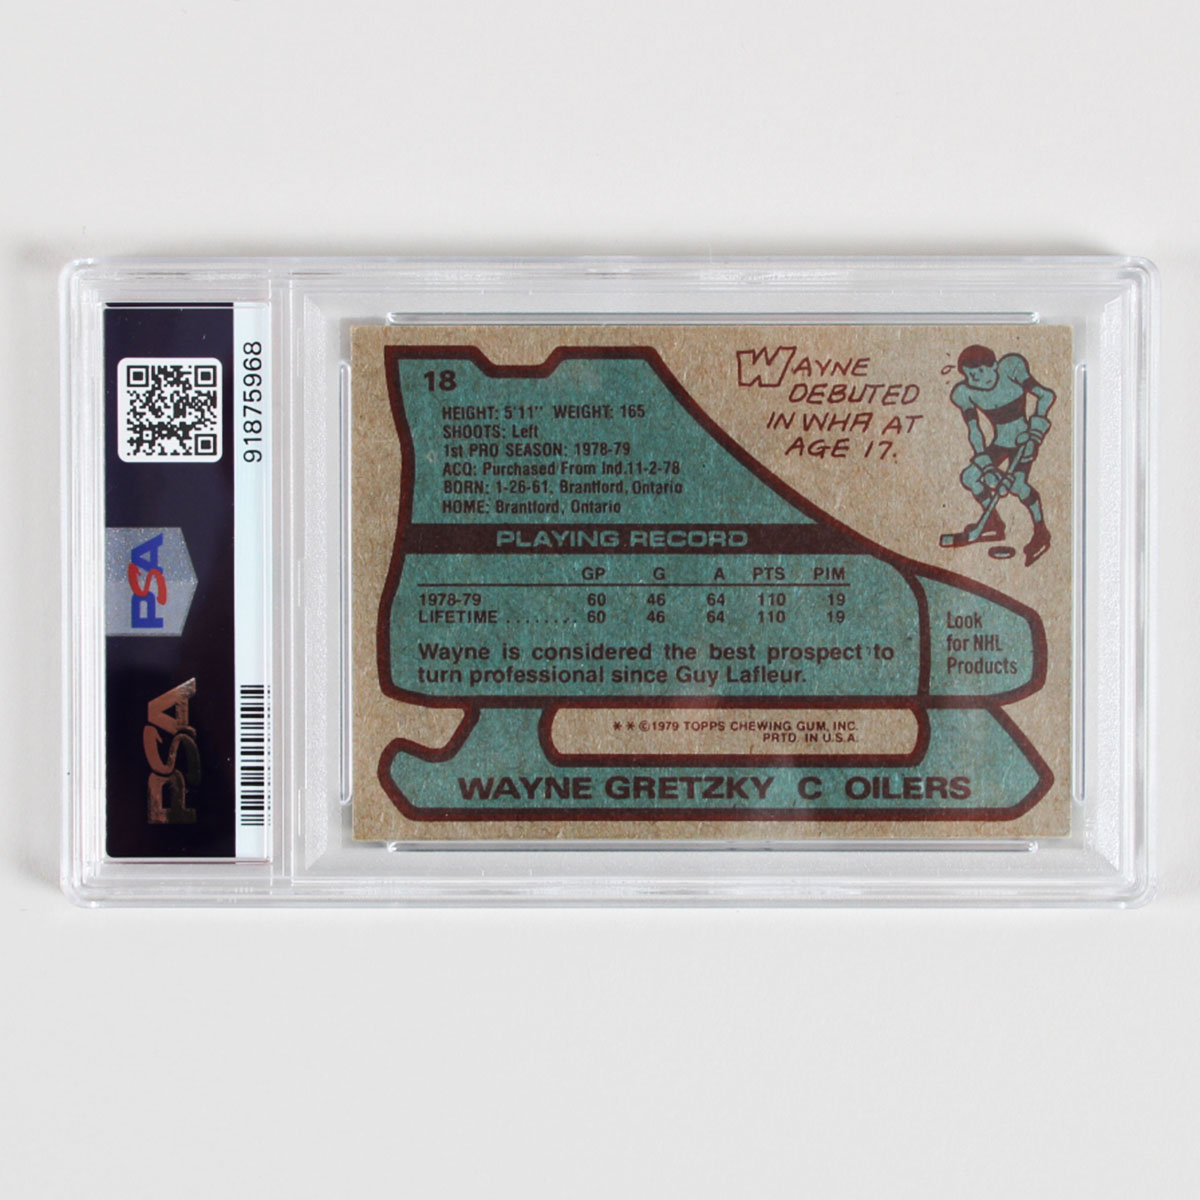 PSA
PSA
91875968
18
HEIGHT: 5'11" WEIGHT: 165
SHOOTS: Left
1st PRO SEASON: 1978-79
ACQ: Purchased From Ind. 11-2-78
BORN: 1-26-61, Brantford, Ontario
HOME: Brantford, Ontario
WAYNE
DEBUTED
IN WHA AT
AGE 17.
PLAYING RECORD
GP G A PTS PIM
1978-79 60 46 64 110 19
LIFETIME ........ 60 46 64 110 19
Wayne is considered the best prospect to
turn professional since Guy Lafleur.
Look
for NHL
Products
**©1979 TOPPS CHEWING GUM, INC.
PRTD. IN U.S.A.
WAYNE GRETZKY C OILERS